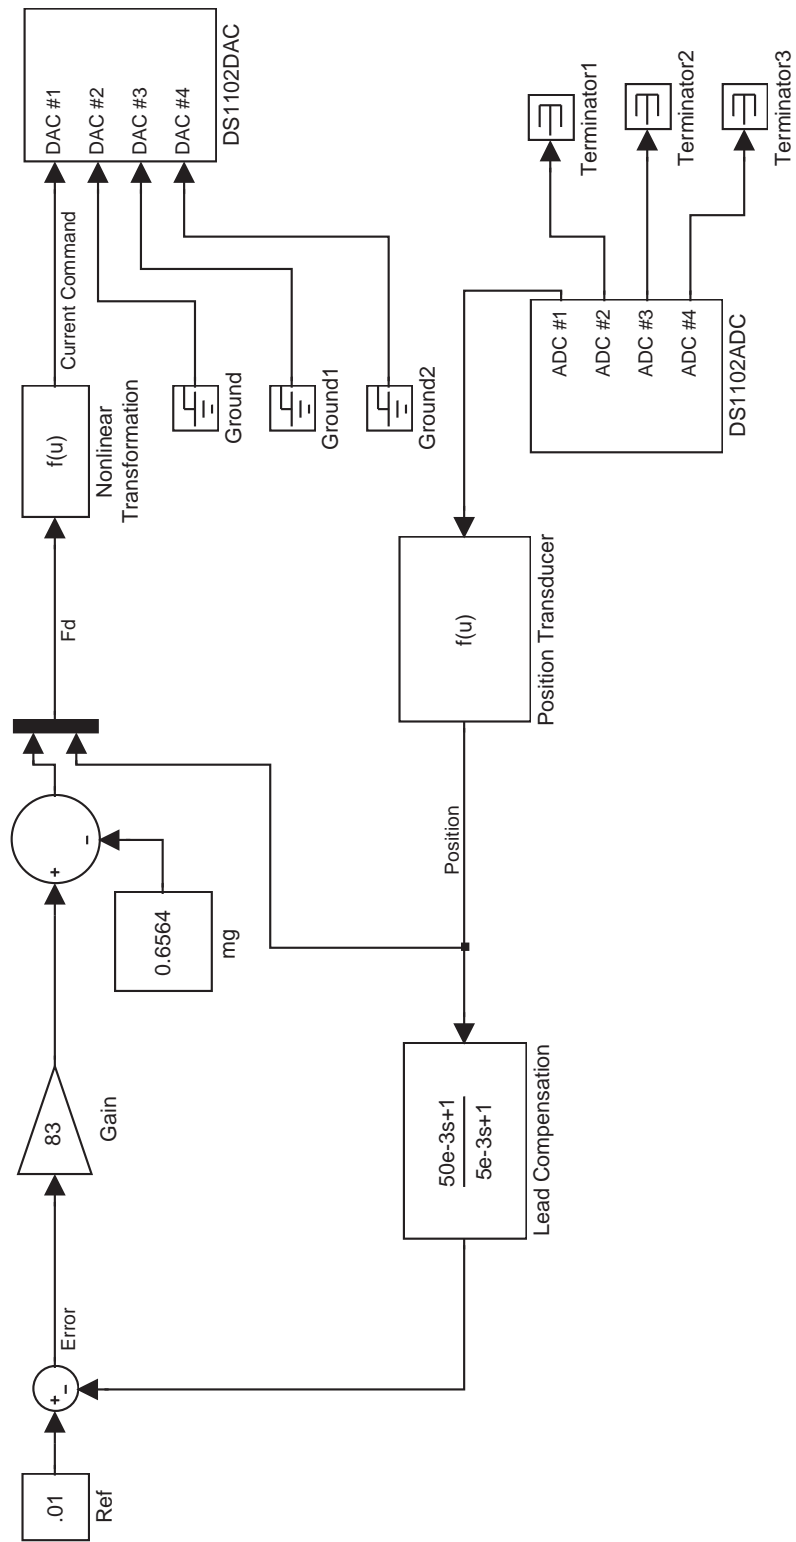 .01
Ref
+
-
Error
83
Gain
+
-
0.6564
mg
Fd
f(u)
Nonlinear
Transformation
Current Command
DAC #1
DAC #2
DAC #3
DAC #4
DS1102DAC
Ground
Ground1
Ground2
50e-3s+1
5e-3s+1
Lead Compensation
Position
f(u)
Position Transducer
ADC #1
ADC #2
ADC #3
ADC #4
DS1102ADC
Terminator1
Terminator2
Terminator3